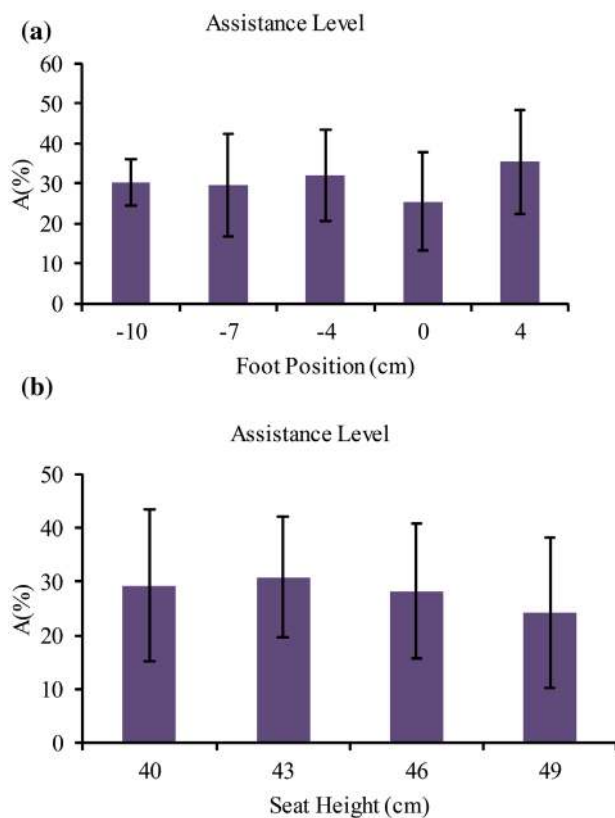 (a)
Assistance Level
60
50
40
30
20
10
0
A(%)
-10 -7 -4 0 4
Foot Position (cm)
(b)
Assistance Level
50
40
30
20
10
0
A(%)
40 43 46 49
Seat Height (cm)